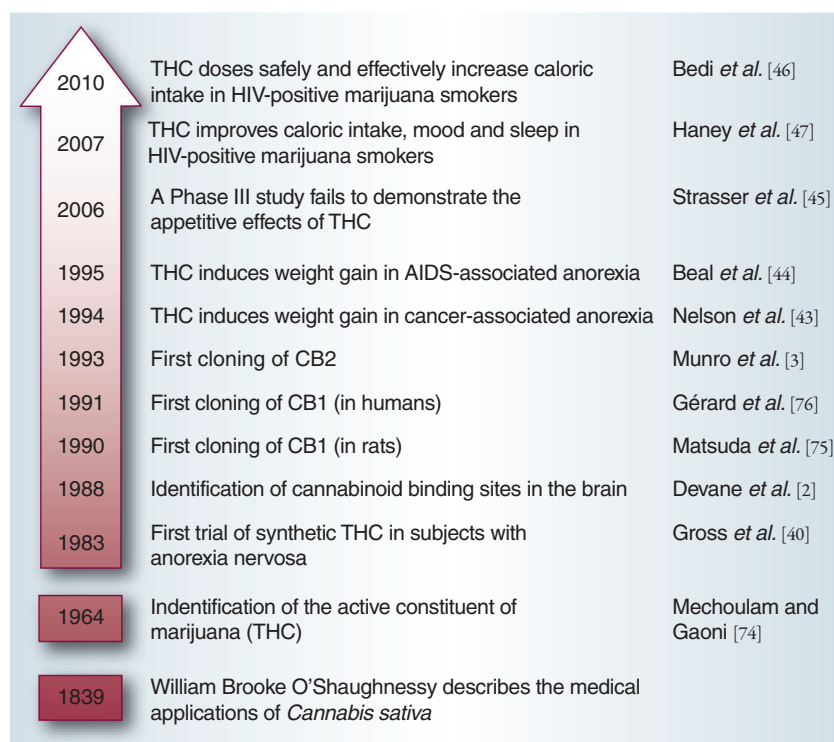 2010 THC doses safely and effectively increase caloric Bedi et al. [46]
intake in HIV-positive marijuana smokers
2007 THC improves caloric intake, mood and sleep in Haney et al. [47]
HIV-positive marijuana smokers
2006 A Phase III study fails to demonstrate the Strasser et al. [45]
appetitive effects of THC
1995 THC induces weight gain in AIDS-associated anorexia Beal et al. [44]
1994 THC induces weight gain in cancer-associated anorexia Nelson et al. [43]
1993 First cloning of CB2 Munro et al. [3]
1991 First cloning of CB1 (in humans) Gérard et al. [76]
1990 First cloning of CB1 (in rats) Matsuda et al. [75]
1988 Identification of cannabinoid binding sites in the brain Devane et al. [2]
1983 First trial of synthetic THC in subjects with Gross et al. [40]
anorexia nervosa
1964 Indentification of the active constituent of Mechoulam and
marijuana (THC) Gaoni [74]
1839 William Brooke O'Shaughnessy describes the medical
applications of Cannabis sativa